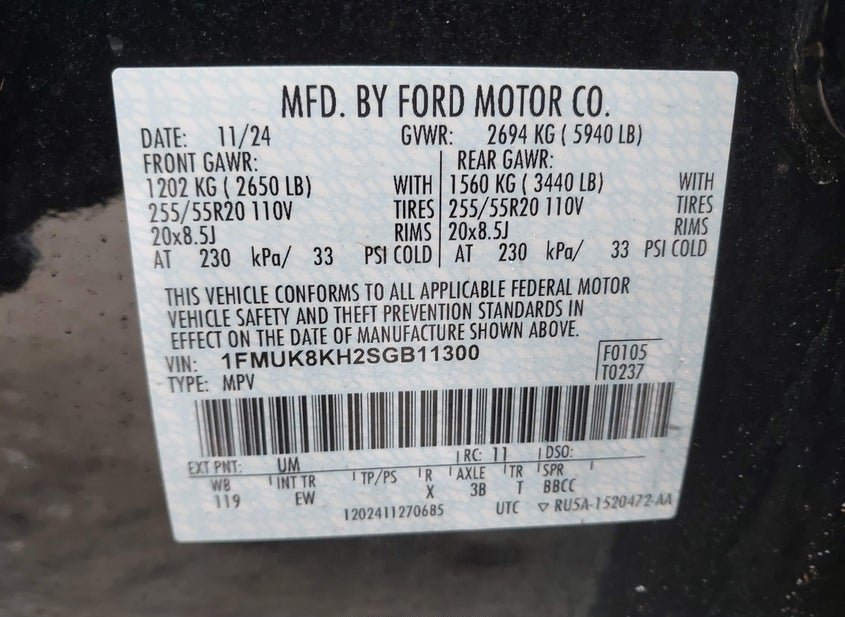 MFD. BY FORD MOTOR CO.
DATE: 11/24 GVWR: 2694 KG ( 5940 LB)
FRONT GAWR: REAR GAWR:
1202 KG ( 2650 LB) WITH 1560 KG ( 3440 LB) WITH
255/55R20 110V TIRES 255/55R20 110V TIRES
20x8.5J RIMS 20x8.5J RIMS
AT 230 kPa/ 33 PSI COLD AT 230 kPa/ 33 PSI COLD
THIS VEHICLE CONFORMS TO ALL APPLICABLE FEDERAL MOTOR
VEHICLE SAFETY AND THEFT PREVENTION STANDARDS IN
EFFECT ON THE DATE OF MANUFACTURE SHOWN ABOVE.
VIN: 1FMUK8KH2SGB11300 F0105
TYPE: MPV T0237
EXT PNT: UM RC: 11 DSO:
WB INT TR TP/PS R AXLE TR SPR
119 EW X 3B T BBCC
1202411270685 UTC ▽ RU5A-1520472-AA